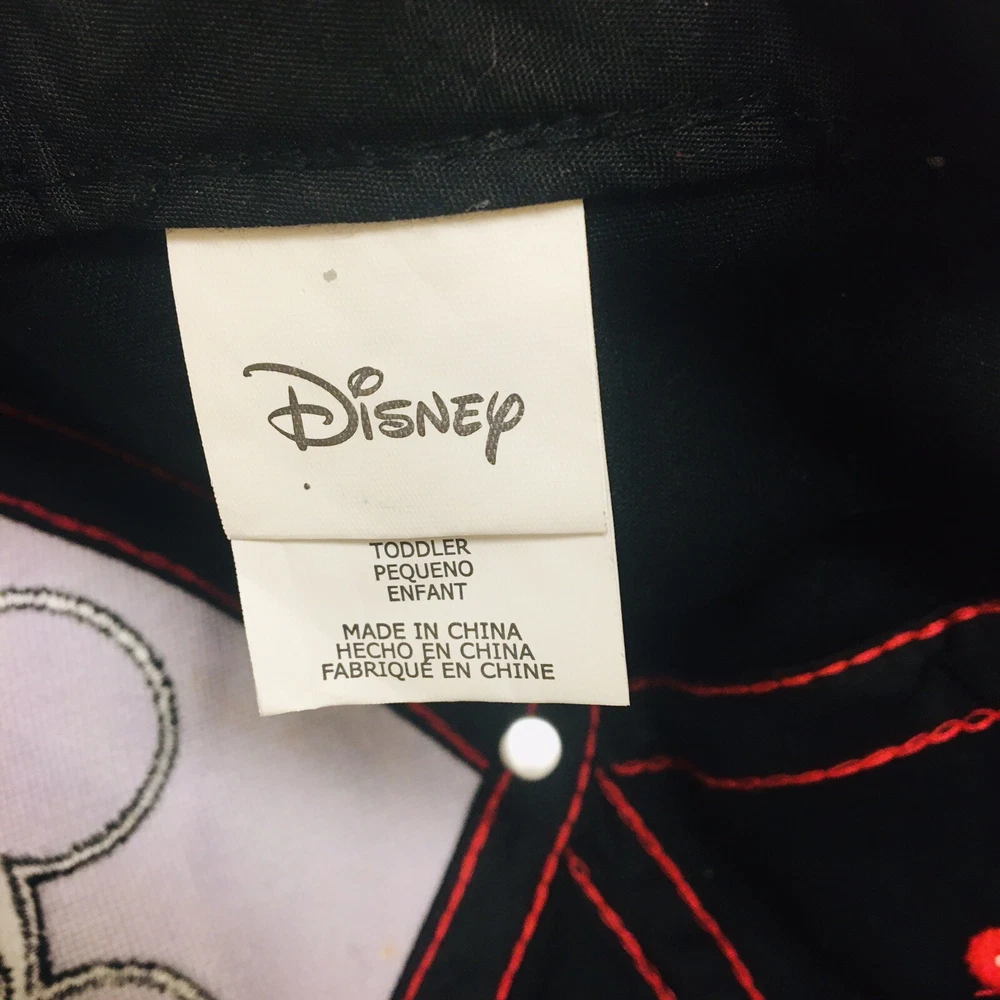 Disney
TODDLER
PEQUENO
ENFANT
MADE IN CHINA
HECHO EN CHINA
FABRIQUÉ EN CHINE